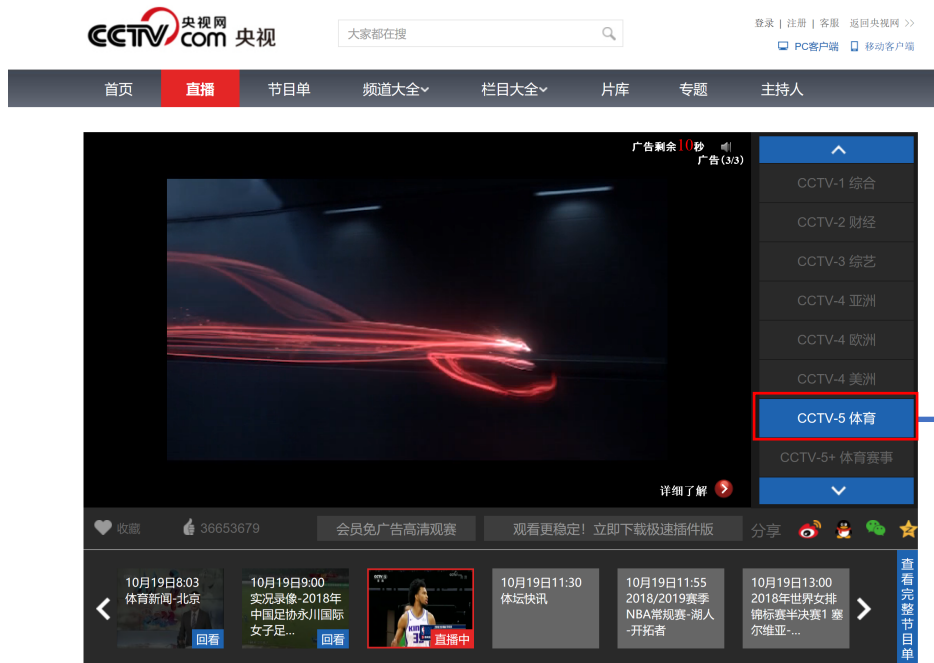 CCTV.com 央视网 央视
大家都在搜
登录 | 注册 | 客服 返回央视网 >>
PC客户端 移动客户端
首页 直播 节目单 频道大全 栏目大全 片库 专题 主持人
广告剩余10秒
广告(3/3)
详细了解
CCTV-1 综合
CCTV-2 财经
CCTV-3 综艺
CCTV-4 亚洲
CCTV-4 欧洲
CCTV-4 美洲
CCTV-5 体育
CCTV-5+ 体育赛事
收藏 36653679 会员免广告高清观赛 观看更稳定！立即下载极速插件版 分享
10月19日8:03
体育新闻-北京
回看
10月19日9:00
实况录像-2018年
中国足协永川国际
女子足...
回看
直播中
10月19日11:30
体坛快讯
10月19日11:55
2018/2019赛季
NBA常规赛-湖人
-开拓者
10月19日13:00
2018年世界女排
锦标赛半决赛1 塞
尔维亚-...
查看完整节目单